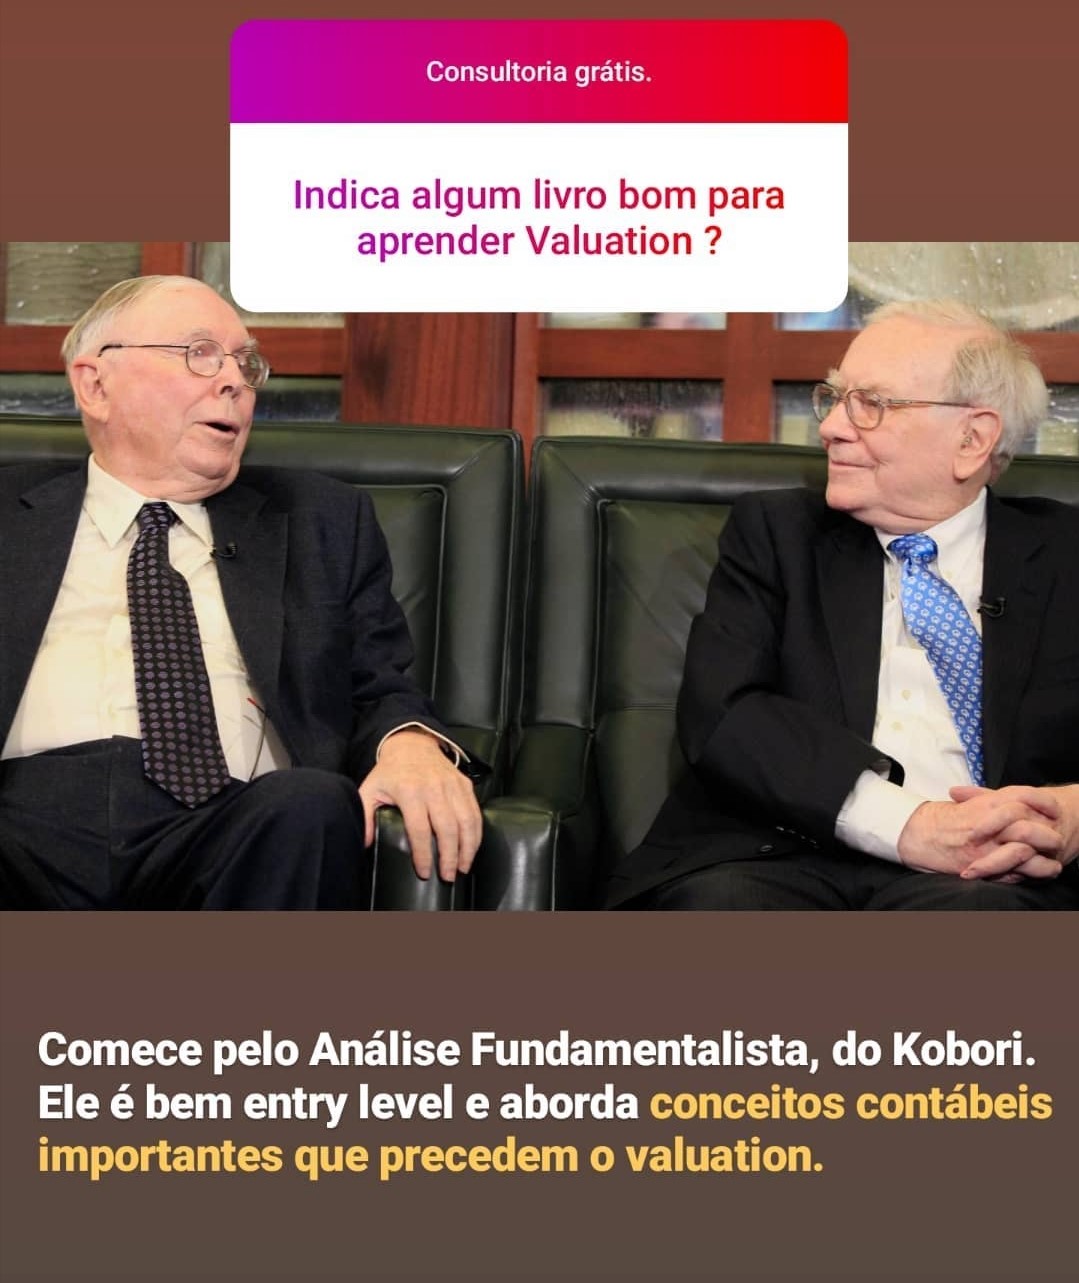 Consultoria grátis.
Indica algum livro bom para
aprender Valuation ?
Comece pelo Análise Fundamentalista, do Kobori.
Ele é bem entry level e aborda conceitos contábeis
importantes que precedem o valuation.